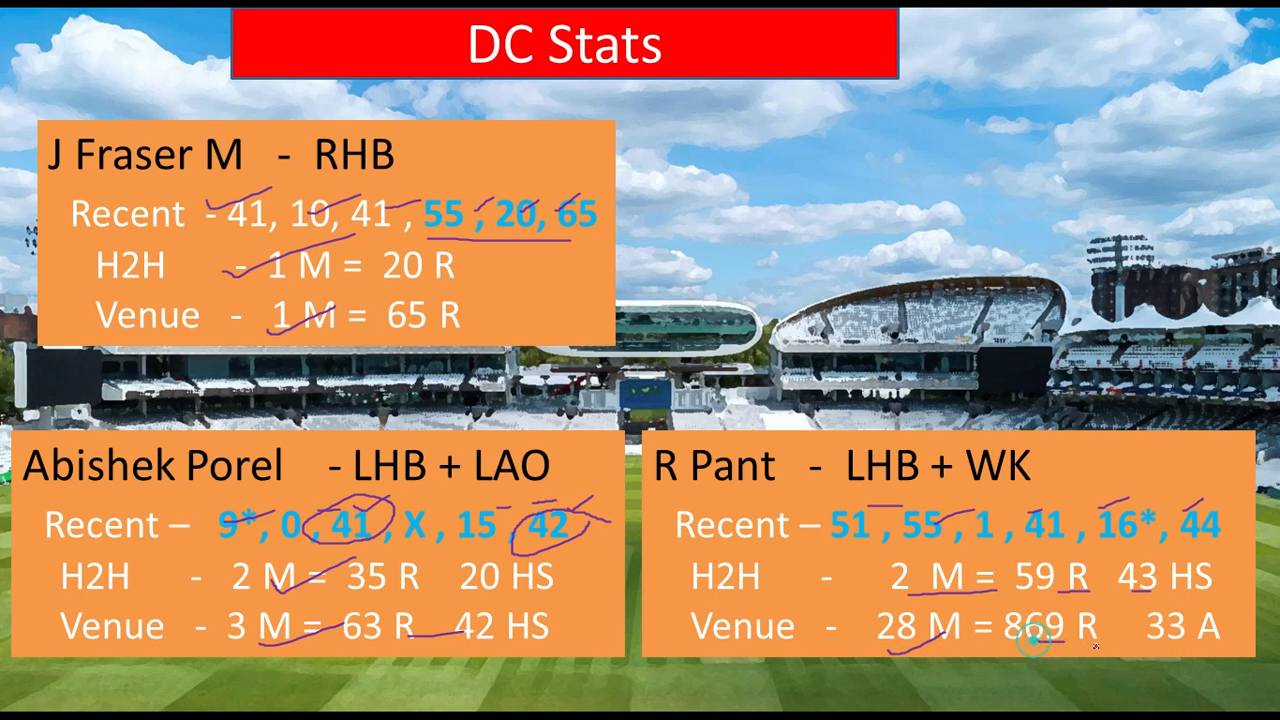 DC Stats
J Fraser M - RHB
Recent - 41, 10, 41 , 55 , 20, 65
H2H - 1 M = 20 R
Venue - 1 M = 65 R
Abishek Porel - LHB + LAO
Recent – 9*, 0 , 41 , X , 15 , 42
H2H - 2 M = 35 R 20 HS
Venue - 3 M = 63 R 42 HS
R Pant - LHB + WK
Recent – 51 , 55 , 1 , 41 , 16*, 44
H2H - 2 M = 59 R 43 HS
Venue - 28 M = 869 R 33 A